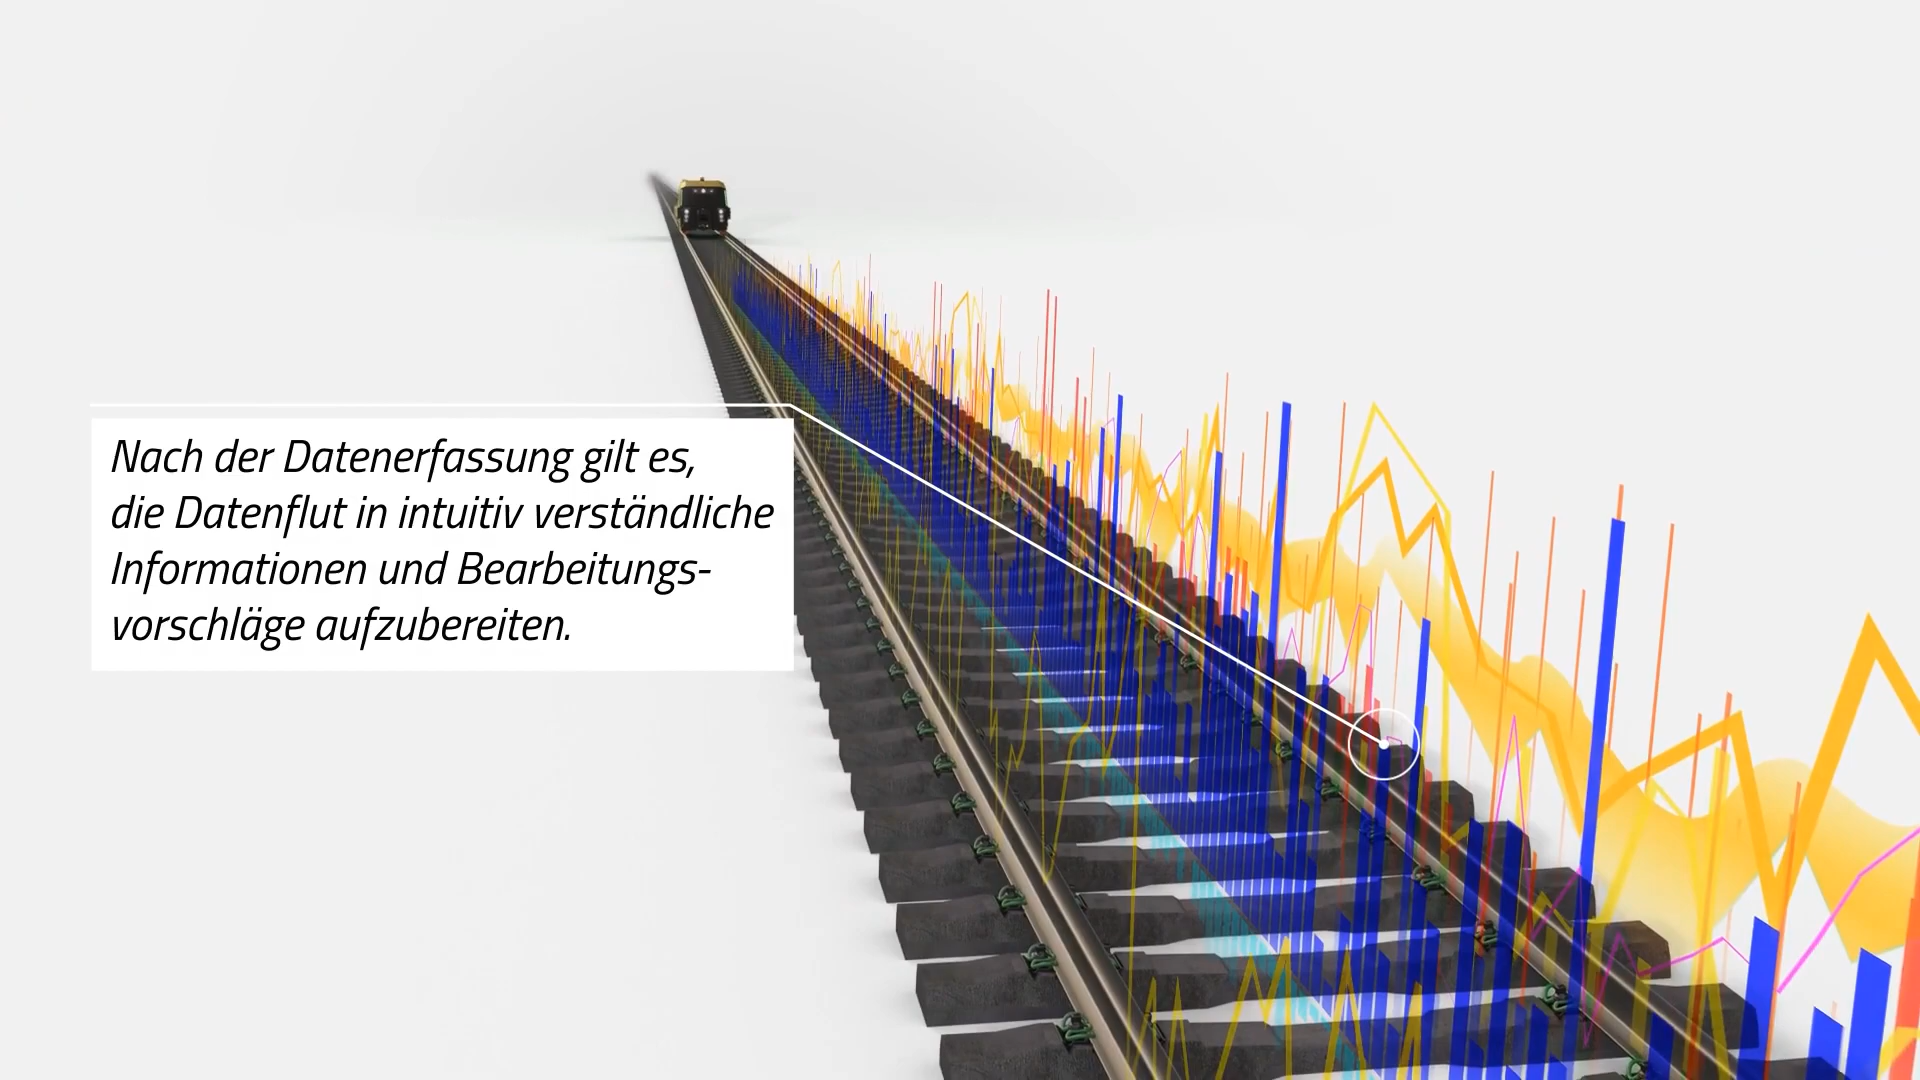 Nach der Datenerfassung gilt es,
die Datenflut in intuitiv verständliche
Informationen und Bearbeitungs-
vorschläge aufzubereiten.